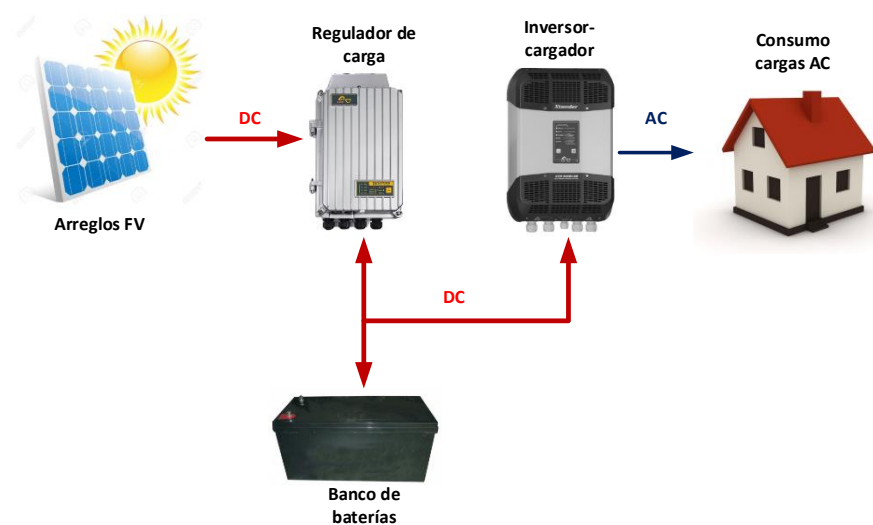 Regulador de
carga
Inversor-
cargador
Consumo
cargas AC
DC
AC
Arreglos FV
DC
Banco de
baterías